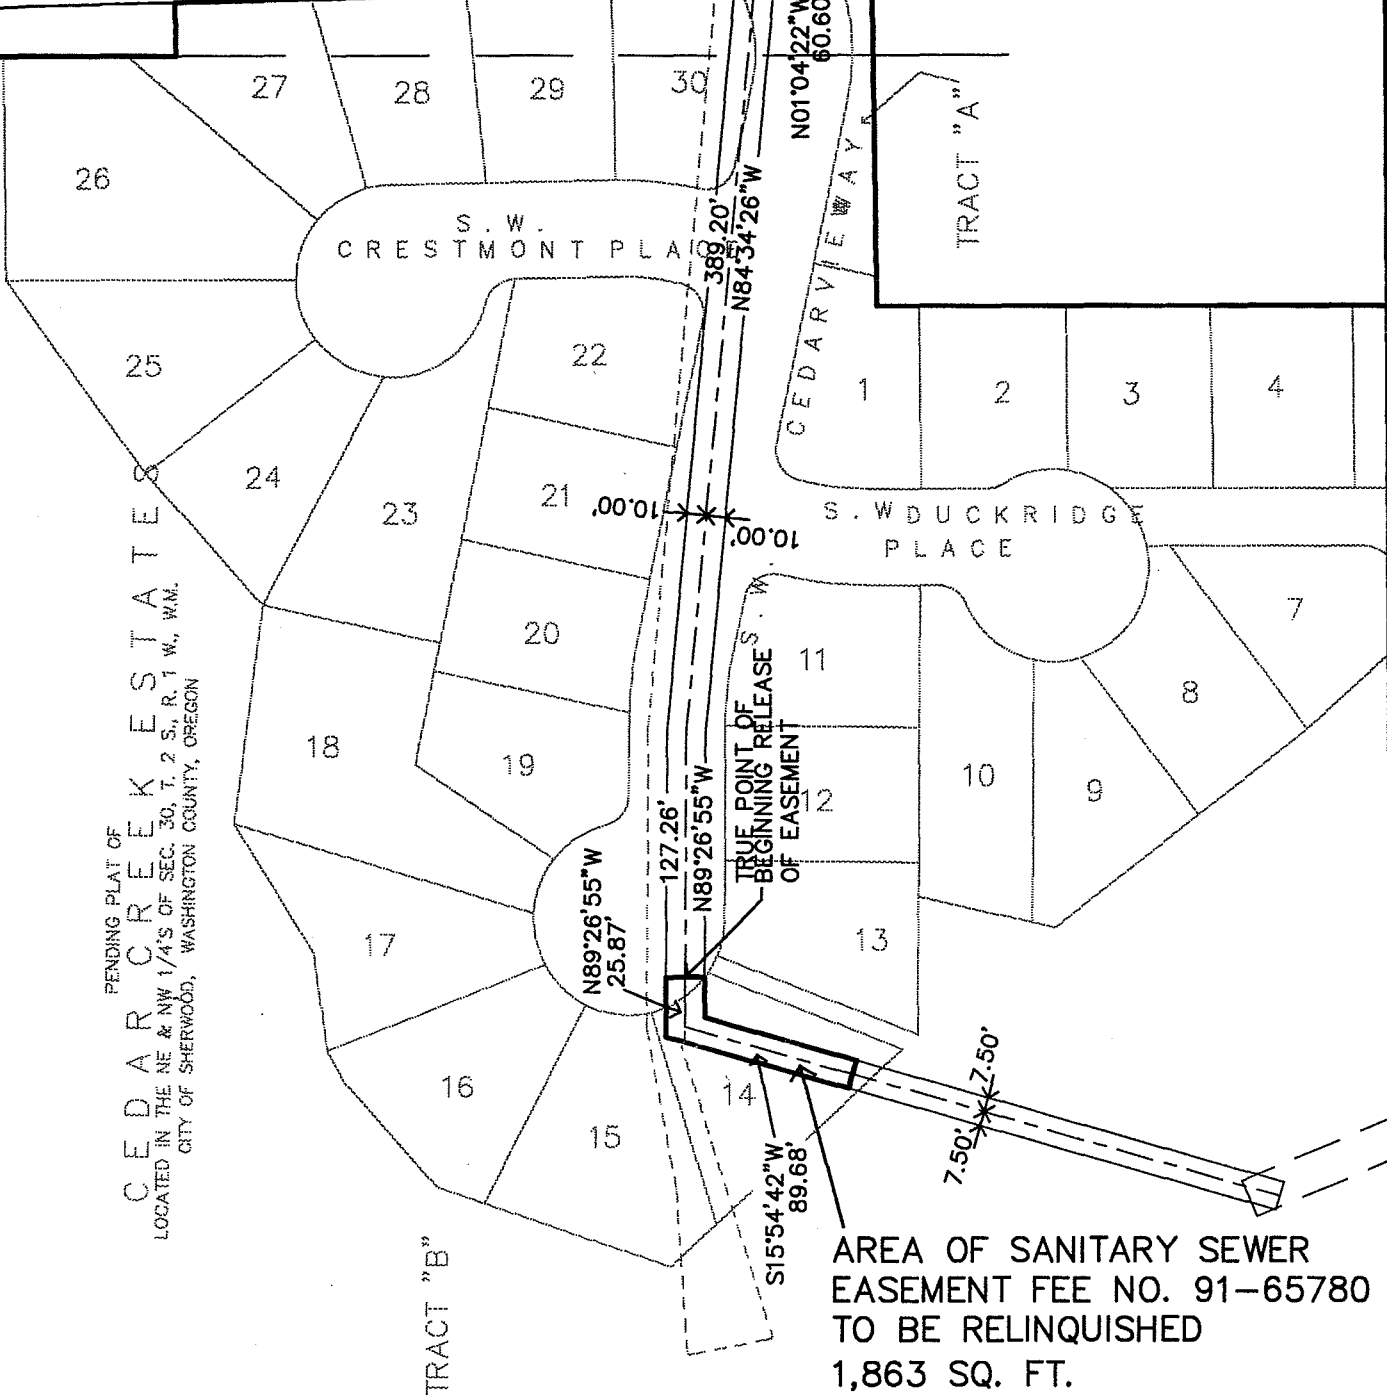 N01°04'22"W
60.60
27
28
29
30
26
S. W.
CRESTMONT PLACE
389.20'
N84°34'26"W
CEDARVIEW WAY
TRACT "A"
25
22
1
2
3
4
24
23
21
10.00'
10.00'
S. W DUCKRIDGE
PLACE
S. W.
20
11
7
8
18
19
12
10
9
TRUE POINT OF
BEGINNING RELEASE
OF EASEMENT
127.26'
N89°26'55"W
N89°26'55"W
25.87'
17
13
16
14
15
7.50'
7.50'
S15°54'42"W
89.68'
PENDING PLAT OF
CEDAR CREEK ESTATES
LOCATED IN THE NE & NW 1/4'S OF SEC. 30, T. 2 S., R. 1 W., W.M.
CITY OF SHERWOOD, WASHINGTON COUNTY, OREGON
TRACT "B"
AREA OF SANITARY SEWER
EASEMENT FEE NO. 91-65780
TO BE RELINQUISHED
1,863 SQ. FT.